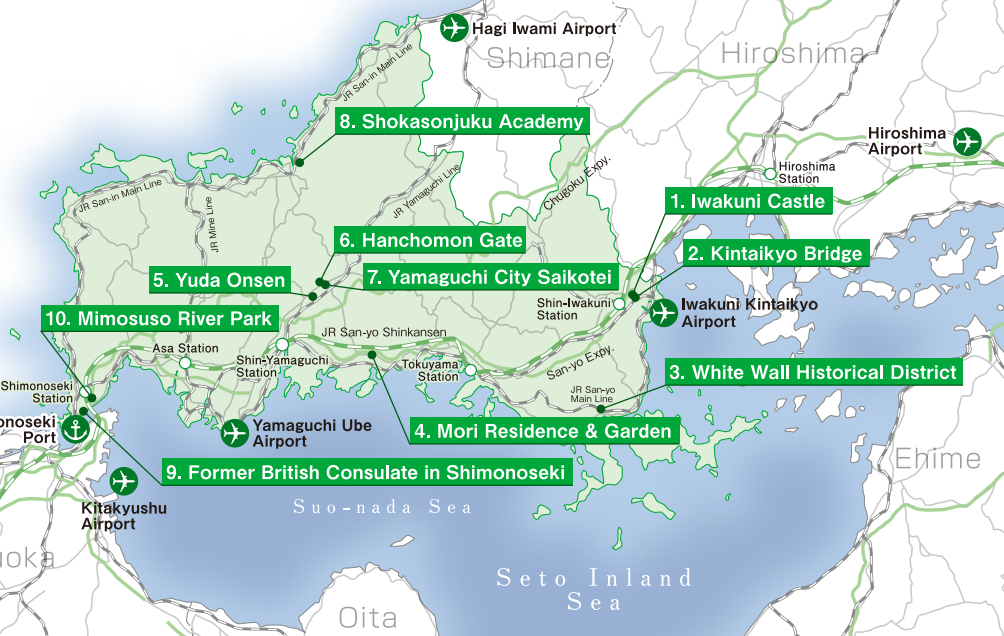 Hagi Iwami Airport
Shimane
Hiroshima
JR San-in Main Line
8. Shokasonjuku Academy
Hiroshima
Airport
Hiroshima
Station
Chugoku Expy.
JR San-in Main Line
JR Yamaguchi Line
JR Mine Line
1. Iwakuni Castle
6. Hanchomon Gate
2. Kintaikyo Bridge
5. Yuda Onsen
7. Yamaguchi City Saikotei
Shin-Iwakuni
Station
Iwakuni Kintaikyo
Airport
10. Mimosuso River Park
JR San-yo Shinkansen
Asa Station
Shin-Yamaguchi
Station
Tokuyama
Station
San-yo Expy.
3. White Wall Historical District
JR San-yo
Main Line
Shimonoseki
Station
onoseki
Port
Yamaguchi Ube
Airport
4. Mori Residence & Garden
9. Former British Consulate in Shimonoseki
Ehime
Kitakyushu
Airport
Suo-nada Sea
uoka
Seto Inland
Sea
Oita